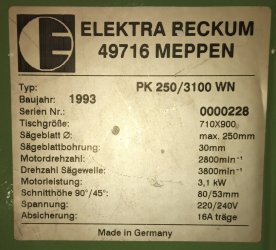 ELEKTRA BECKUM
49716 MEPPEN
Typ: PK 250/3100 WN
Baujahr: 1993
Serien Nr.: 0000228
Tischgröße: 710X900
Sägeblatt Ø: max. 250mm
Sägeblattbohrung: 30mm
Motordrehzahl: 2800min⁻¹
Drehzahl Sägewelle: 3800min⁻¹
Motorleistung: 3,1 kW
Schnitthöhe 90°/45°: 80/53mm
Spannung: 220/240V
Absicherung: 16A träge
Made in Germany